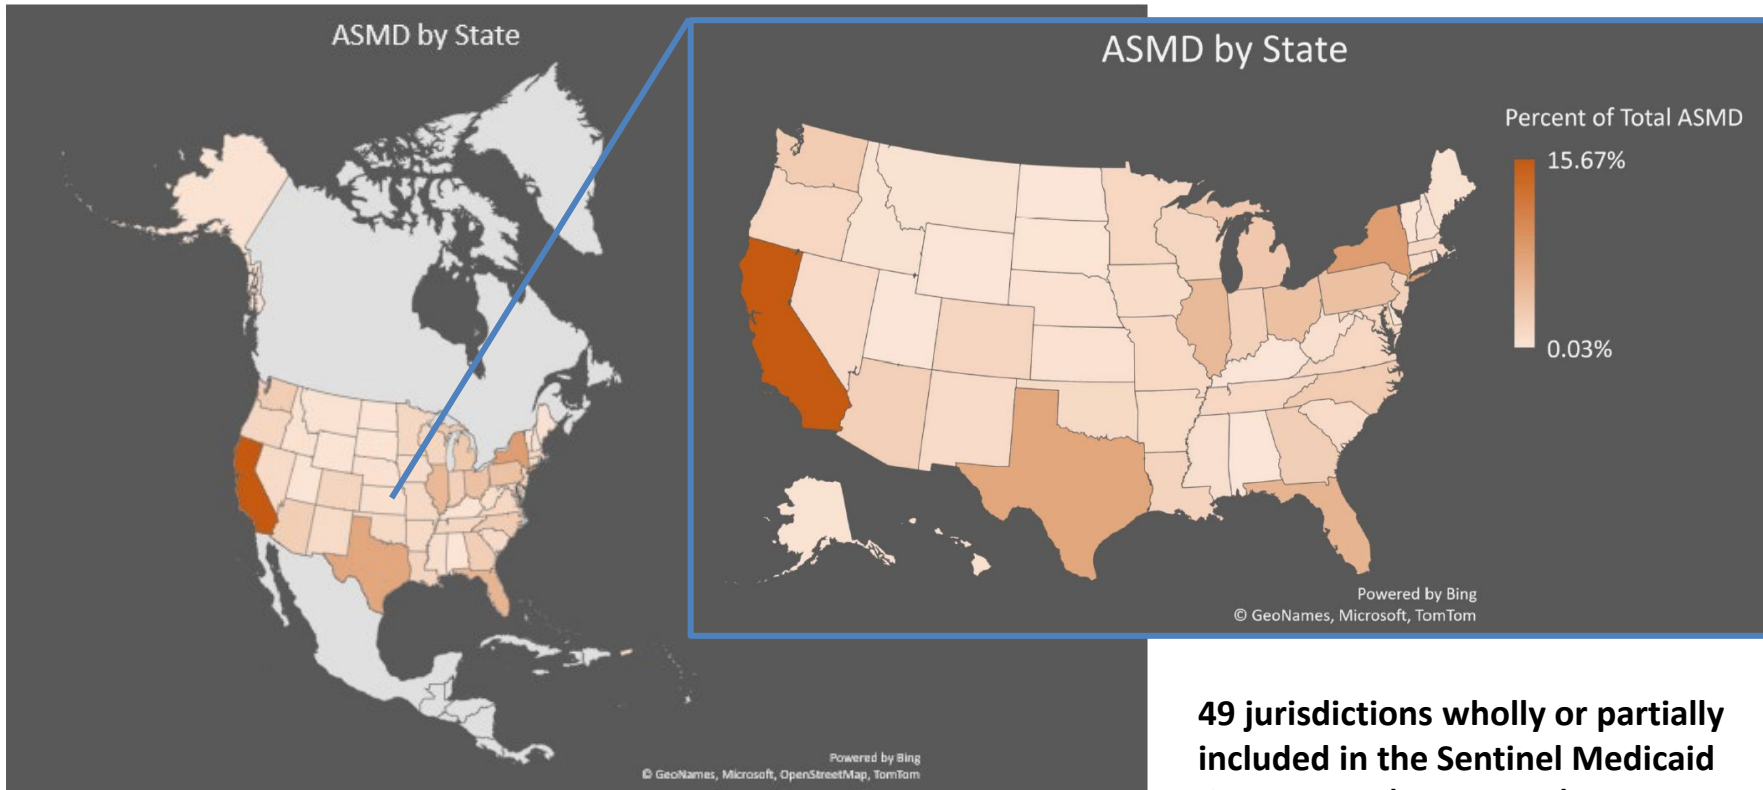 ASMD by State
Powered by Bing
© GeoNames, Microsoft, OpenStreetMap, TomTom
ASMD by State
Percent of Total ASMD
15.67%
0.03%
Powered by Bing
© GeoNames, Microsoft, TomTom
49 jurisdictions wholly or partially
included in the Sentinel Medicaid